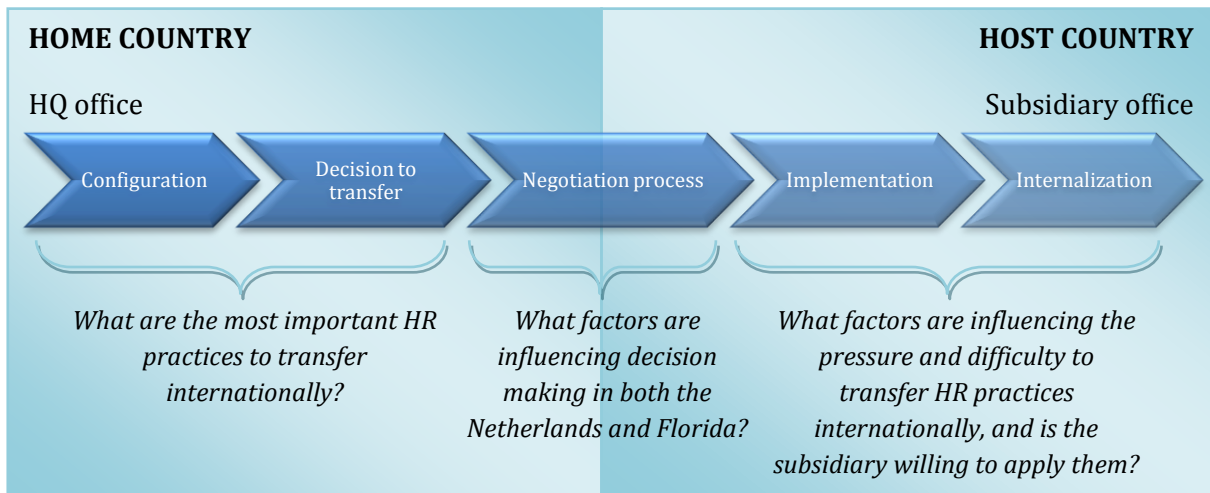 HOME COUNTRY
HOST COUNTRY
HQ office
Subsidiary office
Configuration
Decision to
transfer
Negotiation process
Implementation
Internalization
What are the most important HR
practices to transfer
internationally?
What factors are
influencing decision
making in both the
Netherlands and Florida?
What factors are influencing the
pressure and difficulty to
transfer HR practices
internationally, and is the
subsidiary willing to apply them?